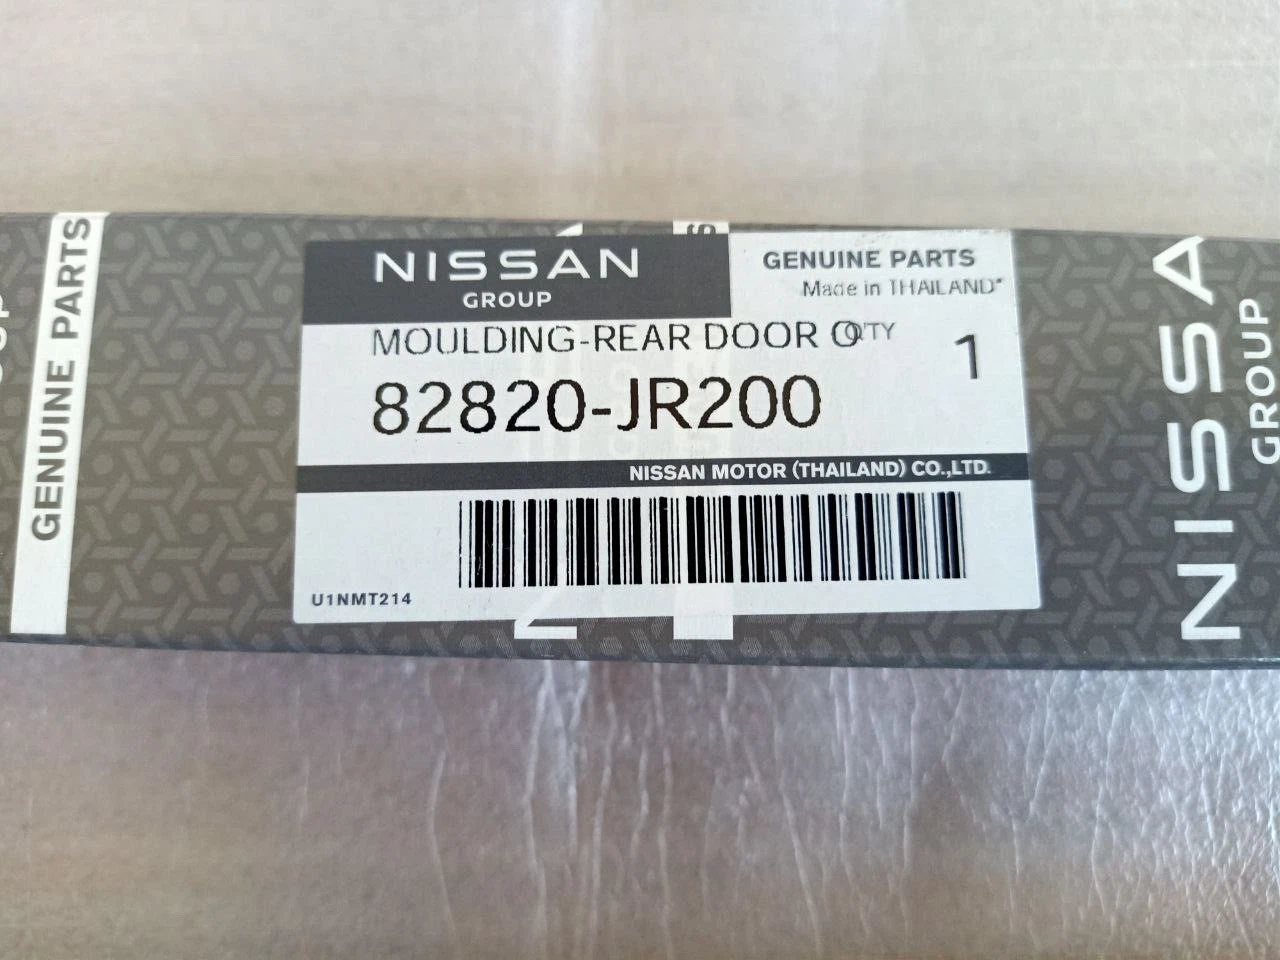 GENUINE PARTS
NISSAN
GROUP
GENUINE PARTS
Made in THAILAND*
MOULDING-REAR DOOR O
Q'TY
1
82820-JR200
NISSAN MOTOR (THAILAND) CO.,LTD.
U1NMT214
NISSA
GROUP